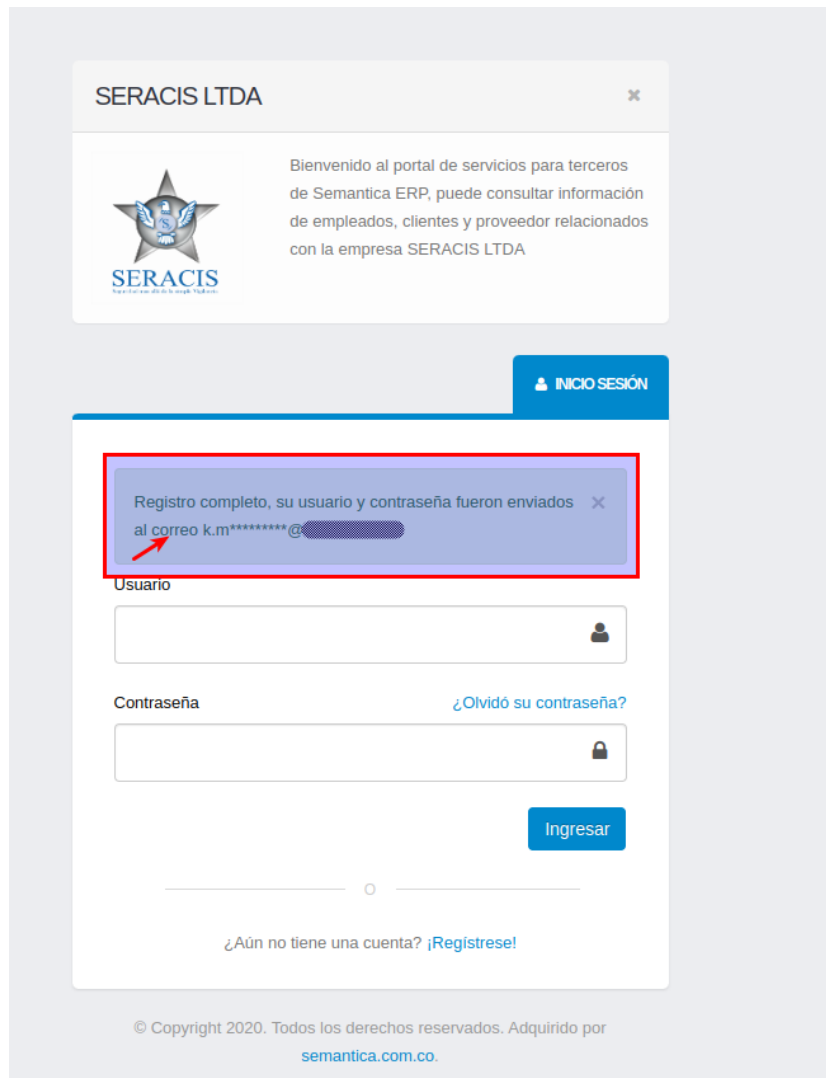 SERACIS LTDA
Bienvenido al portal de servicios para terceros
de Semantica ERP, puede consultar información
de empleados, clientes y proveedor relacionados
con la empresa SERACIS LTDA
SERACIS
INICIO SESIÓN
Registro completo, su usuario y contraseña fueron enviados
al correo k.m*********@
Usuario
Contraseña
¿Olvidó su contraseña?
Ingresar
O
¿Aún no tiene una cuenta? ¡Regístrese!
© Copyright 2020. Todos los derechos reservados. Adquirido por
semantica.com.co.